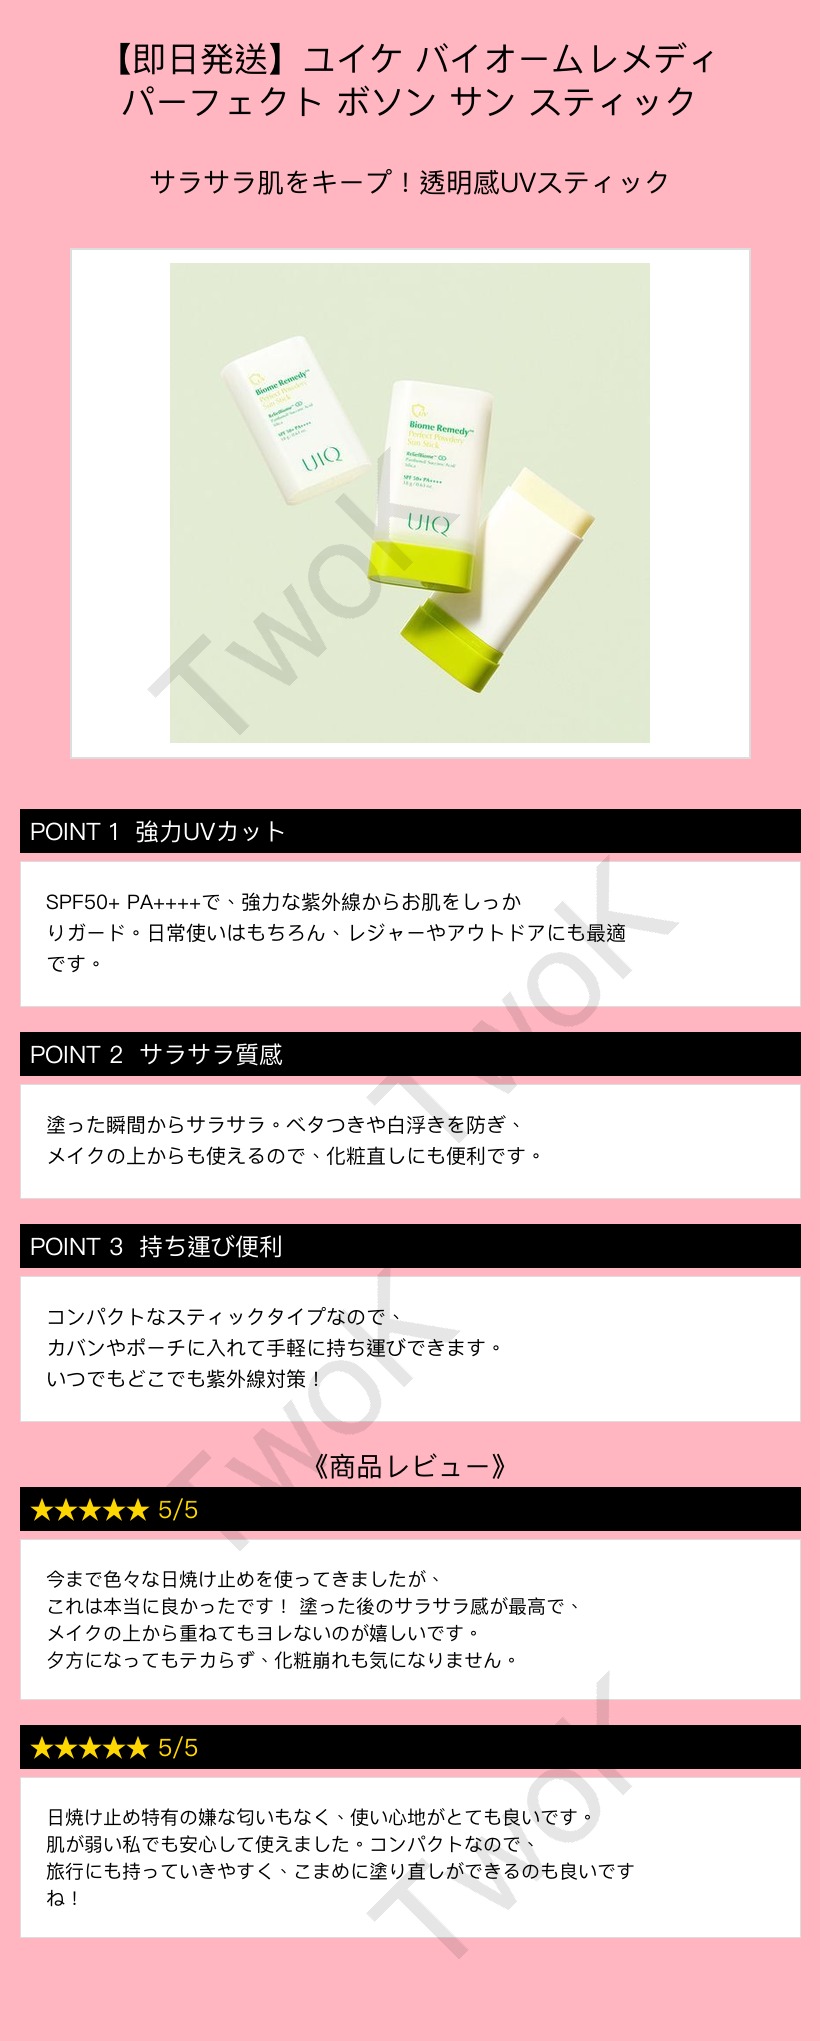 【即日発送】ユイケ バイオームレメディ
パーフェクト ボソン サン スティック
サラサラ肌をキープ！透明感UVスティック
Biome Remedy™
Perfect Powdery
Sun Stick
ReliefBiome™
SPF 50+ PA++++
UIQ
UV
Biome Remedy™
Perfect Powdery
Sun Stick
ReliefBiome™
SPF 50+ PA++++
UIQ
TwoK
POINT 1 強力UVカット
SPF50+ PA++++で、強力な紫外線からお肌をしっか
りガード。日常使いはもちろん、レジャーやアウトドアにも最適
です。
TwoK
POINT 2 サラサラ質感
塗った瞬間からサラサラ。ベタつきや白浮きを防ぎ、
メイクの上からも使えるので、化粧直しにも便利です。
POINT 3 持ち運び便利
コンパクトなスティックタイプなので、
カバンやポーチに入れて手軽に持ち運びできます。
いつでもどこでも紫外線対策！
TwoK
《商品レビュー》
★★★★★ 5/5
今まで色々な日焼け止めを使ってきましたが、
これは本当に良かったです！ 塗った後のサラサラ感が最高で、
メイクの上から重ねてもヨレないのが嬉しいです。
夕方になってもテカらず、化粧崩れも気になりません。
★★★★★ 5/5
日焼け止め特有の嫌な匂いもなく、使い心地がとても良いです。
肌が弱い私でも安心して使えました。コンパクトなので、
旅行にも持っていきやすく、こまめに塗り直しができるのも良いです
ね！
TwoK